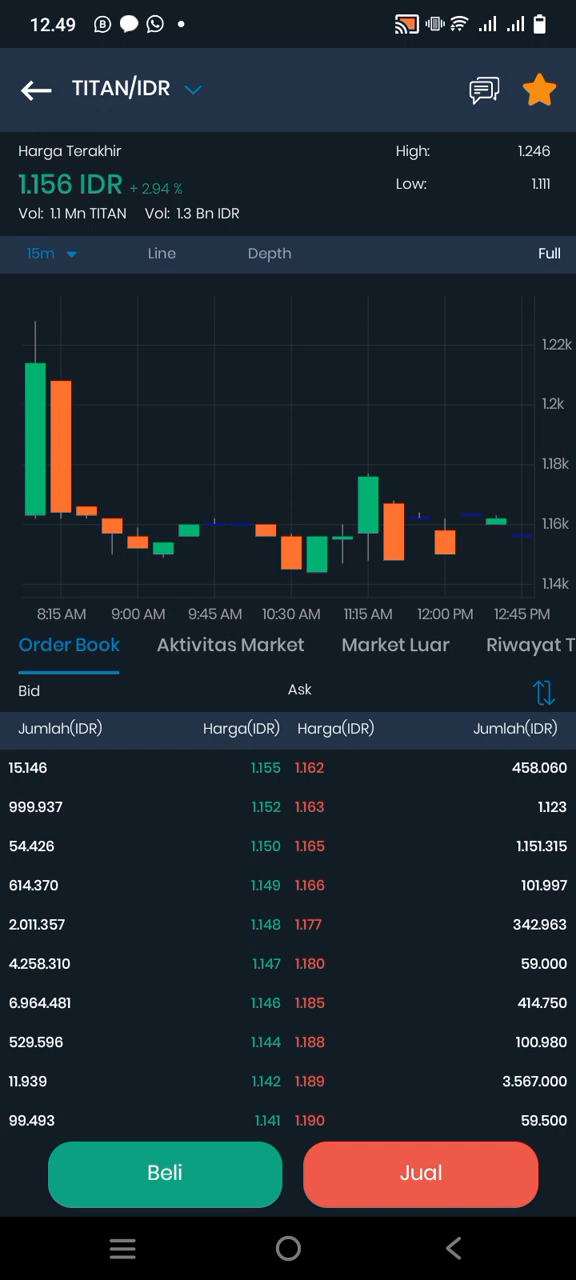 12.49
TITAN/IDR
Harga Terakhir
High: 1.246
1.156 IDR + 2.94 %
Low: 1.111
Vol: 1.1 Mn TITAN Vol: 1.3 Bn IDR
15m Line Depth Full
1.22k
1.2k
1.18k
1.16k
1.14k
8:15 AM 9:00 AM 9:45 AM 10:30 AM 11:15 AM 12:00 PM 12:45 PM
Order Book Aktivitas Market Market Luar Riwayat T
Bid Ask
Jumlah(IDR) Harga(IDR) Harga(IDR) Jumlah(IDR)
15.146 1.155 1.162 458.060
999.937 1.152 1.163 1.123
54.426 1.150 1.165 1.151.315
614.370 1.149 1.166 101.997
2.011.357 1.148 1.177 342.963
4.258.310 1.147 1.180 59.000
6.964.481 1.146 1.185 414.750
529.596 1.144 1.188 100.980
11.939 1.142 1.189 3.567.000
99.493 1.141 1.190 59.500
Beli Jual